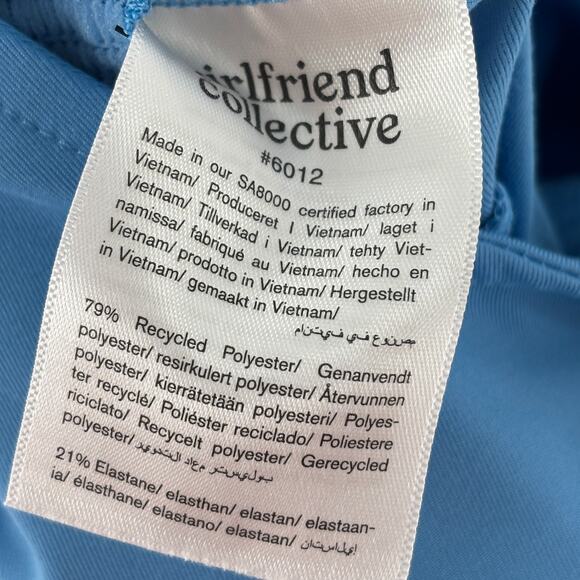 girlfriend
collective
#6012
Made in our SA8000 certified factory in
Vietnam/ Produceret I Vietnam/ laget i
Vietnam/ Tillverkad i Vietnam/ tehty Viet-
namissa/ fabriqué au Vietnam/ hecho en
Vietnam/ prodotto in Vietnam/ Hergestellt
in Vietnam/ gemaakt in Vietnam/
مصنوع في فيتنام
79% Recycled Polyester/ Genanvendt
polyester/ resirkulert polyester/ Återvunnen
polyester/ kierrätetään polyesteri/ Polyes-
ter recyclé/ Poliéster reciclado/ Poliestere
riciclato/ Recycelt polyester/ Gerecycled
polyester/ بوليستر معاد التدوير
21% Elastane/ elasthan/ elastan/ elastaan-
ia/ élasthane/ elastano/ elastaan/ إيلاستان